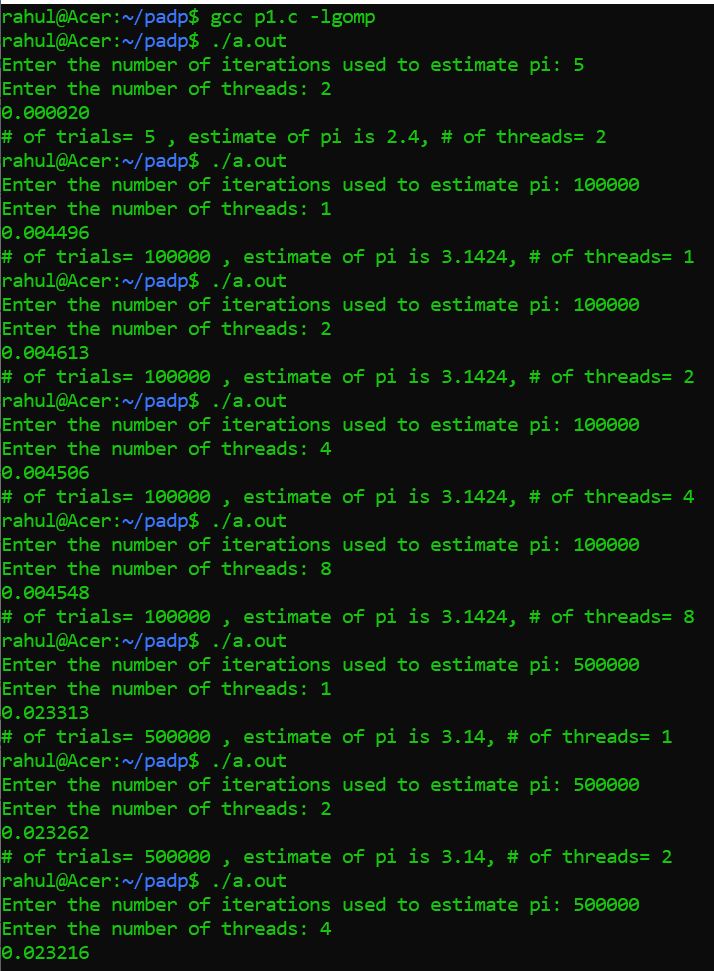 rahul@Acer:~/padp$ gcc p1.c -lgomp
rahul@Acer:~/padp$ ./a.out
Enter the number of iterations used to estimate pi: 5
Enter the number of threads: 2
0.000020
# of trials= 5 , estimate of pi is 2.4, # of threads= 2
rahul@Acer:~/padp$ ./a.out
Enter the number of iterations used to estimate pi: 100000
Enter the number of threads: 1
0.004496
# of trials= 100000 , estimate of pi is 3.1424, # of threads= 1
rahul@Acer:~/padp$ ./a.out
Enter the number of iterations used to estimate pi: 100000
Enter the number of threads: 2
0.004613
# of trials= 100000 , estimate of pi is 3.1424, # of threads= 2
rahul@Acer:~/padp$ ./a.out
Enter the number of iterations used to estimate pi: 100000
Enter the number of threads: 4
0.004506
# of trials= 100000 , estimate of pi is 3.1424, # of threads= 4
rahul@Acer:~/padp$ ./a.out
Enter the number of iterations used to estimate pi: 100000
Enter the number of threads: 8
0.004548
# of trials= 100000 , estimate of pi is 3.1424, # of threads= 8
rahul@Acer:~/padp$ ./a.out
Enter the number of iterations used to estimate pi: 500000
Enter the number of threads: 1
0.023313
# of trials= 500000 , estimate of pi is 3.14, # of threads= 1
rahul@Acer:~/padp$ ./a.out
Enter the number of iterations used to estimate pi: 500000
Enter the number of threads: 2
0.023262
# of trials= 500000 , estimate of pi is 3.14, # of threads= 2
rahul@Acer:~/padp$ ./a.out
Enter the number of iterations used to estimate pi: 500000
Enter the number of threads: 4
0.023216